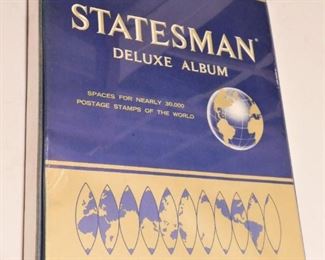 STATESMAN®
DELUXE ALBUM
SPACES FOR NEARLY 30,000
POSTAGE STAMPS OF THE WORLD